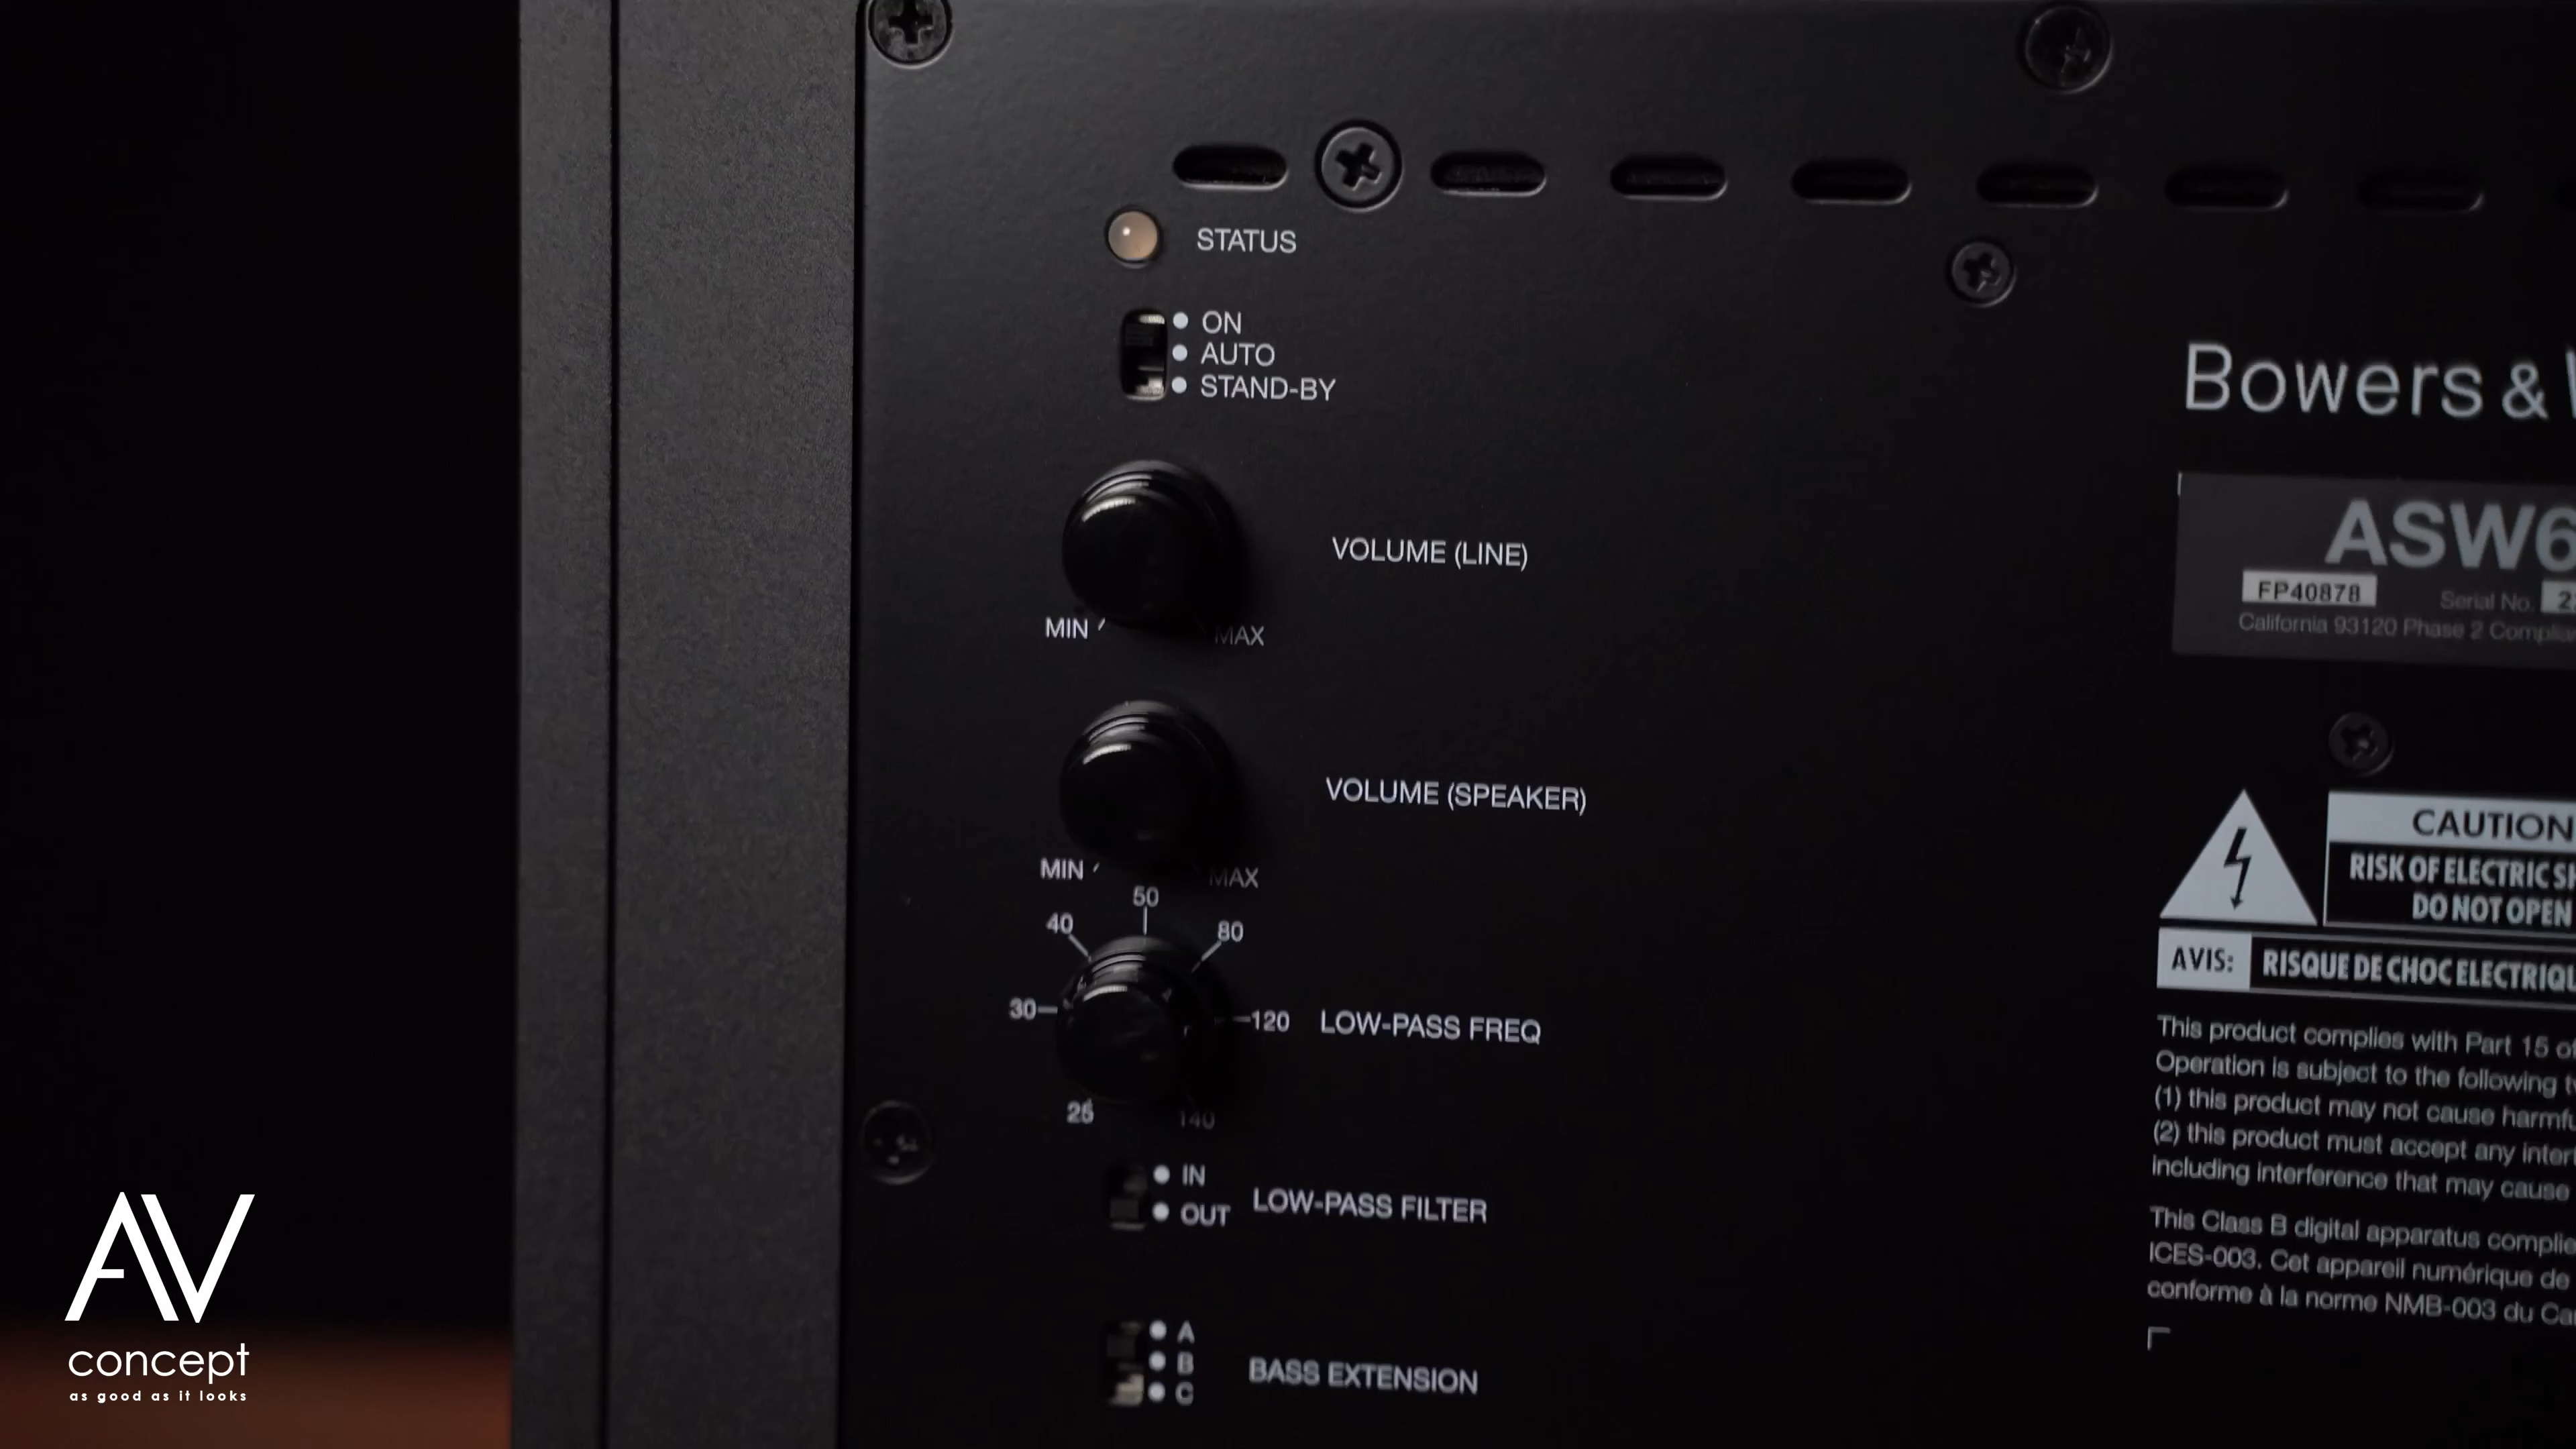 STATUS
ON
AUTO
STAND-BY
VOLUME (LINE)
MIN MAX
VOLUME (SPEAKER)
MIN MAX
50
40 80
30 120 LOW-PASS FREQ
25 140
IN
OUT
LOW-PASS FILTER
A
B
C
BASS EXTENSION
Bowers &
ASW6
FP40878 Serial No. 2
California 93120 Phase 2
CAUTION
RISK OF ELECTRIC
DO NOT OPEN
AVIS: RISQUE DE CHOC
This product complies with Part 15 of
Operation is subject to the following
(1) this product may not cause
(2) this product must accept any
including interference that may cause
This Class B digital apparatus
ICES-003. Cet appareil numérique de
conforme à la norme NMB-003 du
AV
concept
as good as it looks